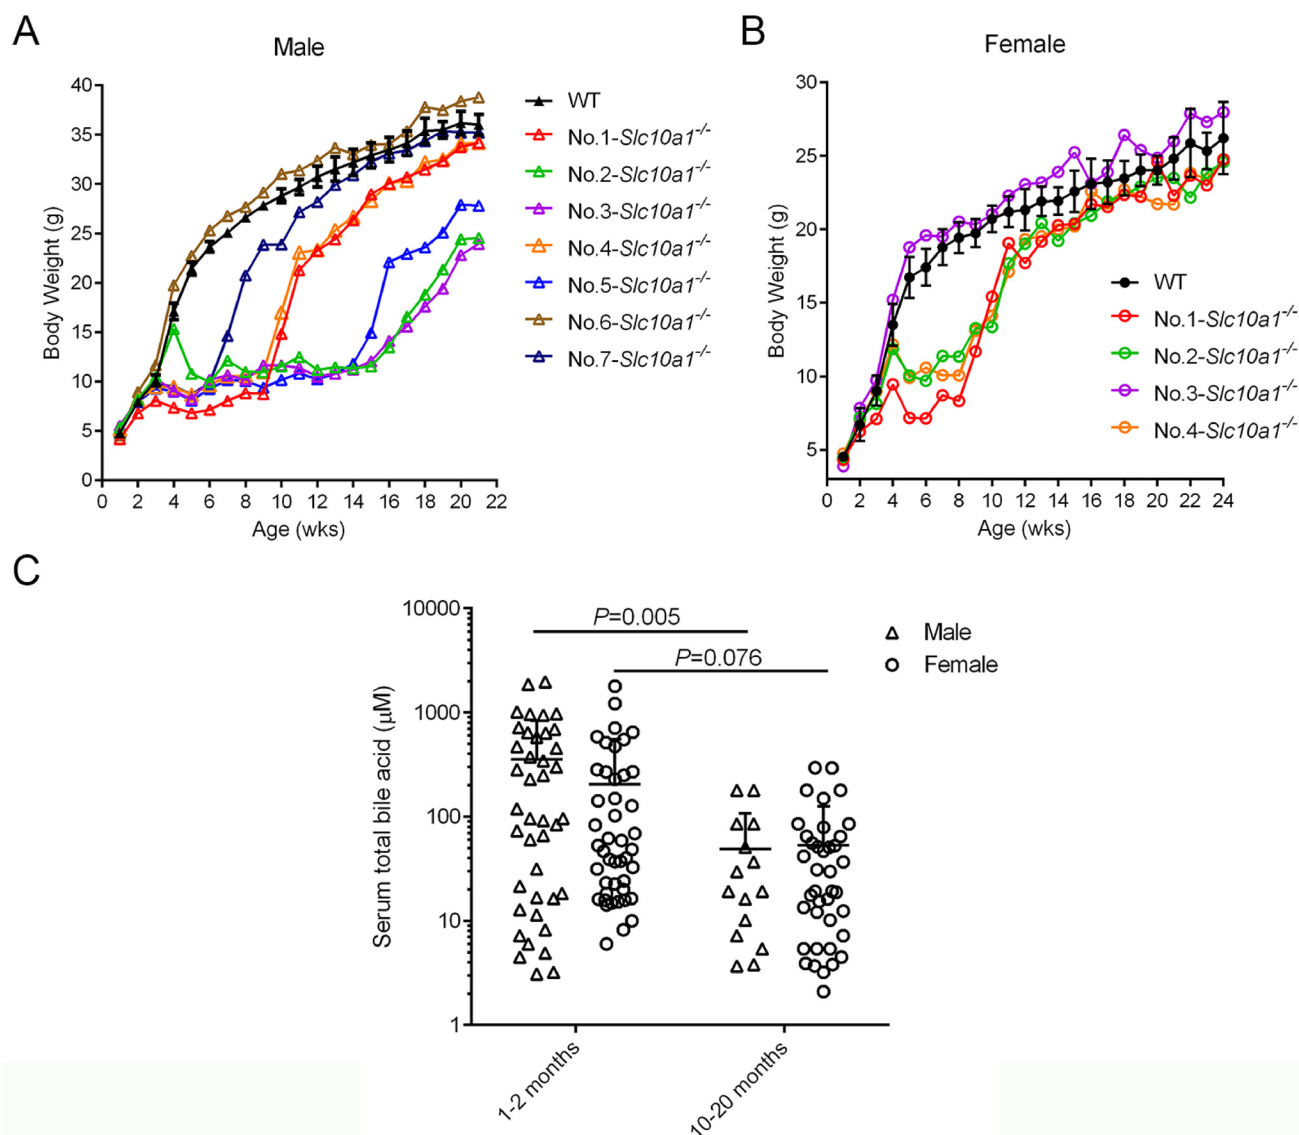 A
Male
40
35
30
25
20
15
10
5
0
0 2 4 6 8 10 12 14 16 18 20 22
Body Weight (g)
Age (wks)
WT
No.1-Slc10a1-/-
No.2-Slc10a1-/-
No.3-Slc10a1-/-
No.4-Slc10a1-/-
No.5-Slc10a1-/-
No.6-Slc10a1-/-
No.7-Slc10a1-/-
B
Female
30
25
20
15
10
5
0 2 4 6 8 10 12 14 16 18 20 22 24
Body Weight (g)
Age (wks)
WT
No.1-Slc10a1-/-
No.2-Slc10a1-/-
No.3-Slc10a1-/-
No.4-Slc10a1-/-
C
10000
1000
100
10
1
Serum total bile acid (μM)
P=0.005
P=0.076
Male
Female
1-2 months
10-20 months